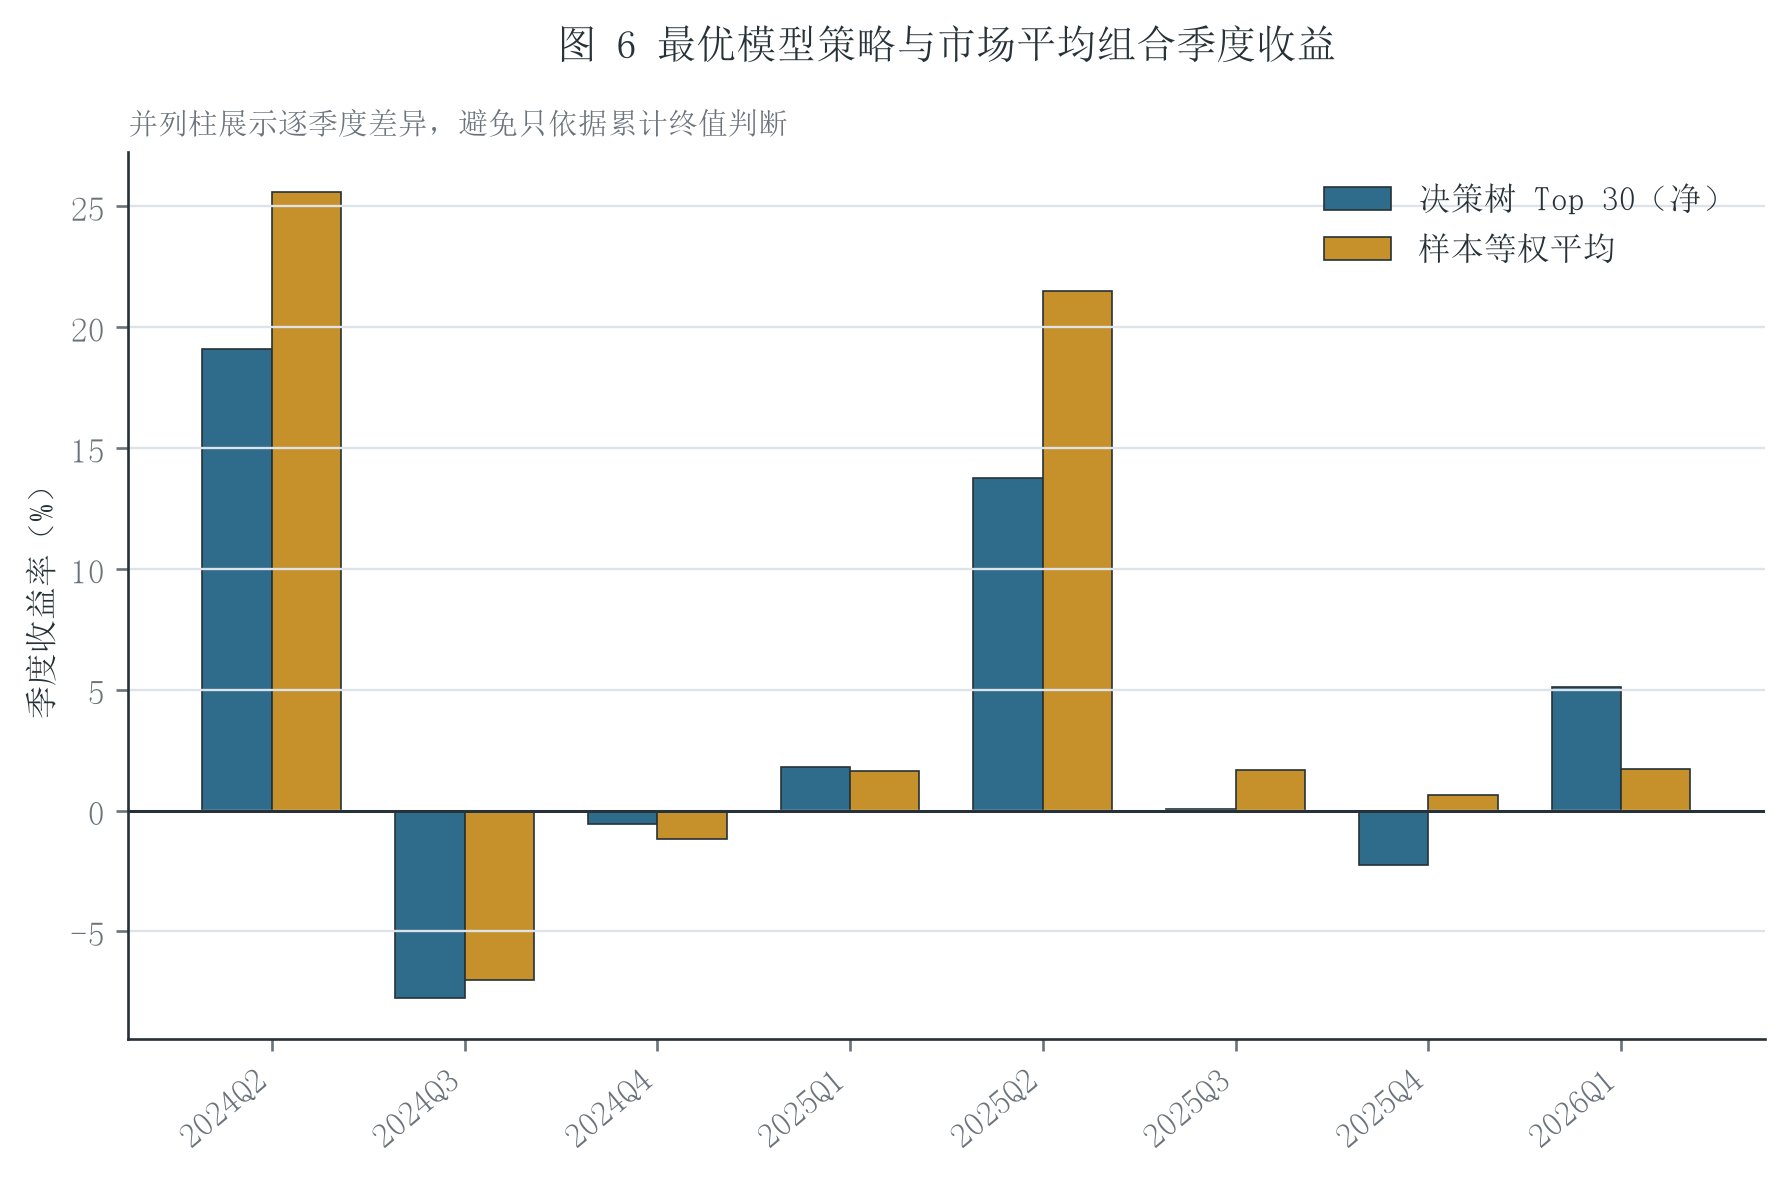 图 6 最优模型策略与市场平均组合季度收益
并列柱展示逐季度差异，避免只依据累计终值判断
决策树 Top 30（净）
样本等权平均
季度收益率（%）
25
20
15
10
5
0
−5
2024Q2
2024Q3
2024Q4
2025Q1
2025Q2
2025Q3
2025Q4
2026Q1